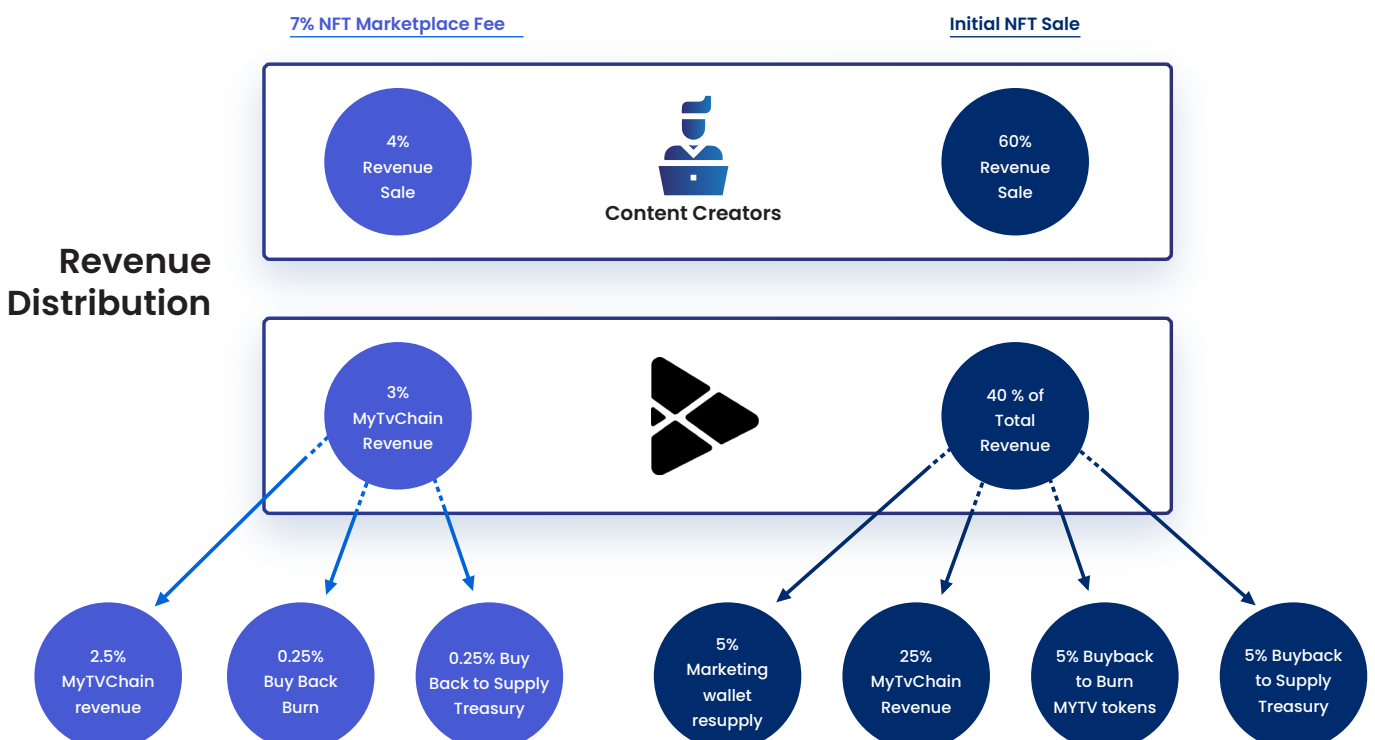 7% NFT Marketplace Fee
Initial NFT Sale
4%
Revenue
Sale
Content Creators
60%
Revenue
Sale
Revenue
Distribution
3%
MyTvChain
Revenue
40 % of
Total
Revenue
2.5%
MyTVChain
revenue
0.25%
Buy Back
Burn
0.25% Buy
Back to Supply
Treasury
5%
Marketing
wallet
resupply
25%
MyTvChain
Revenue
5% Buyback
to Burn
MYTV tokens
5% Buyback
to Supply
Treasury